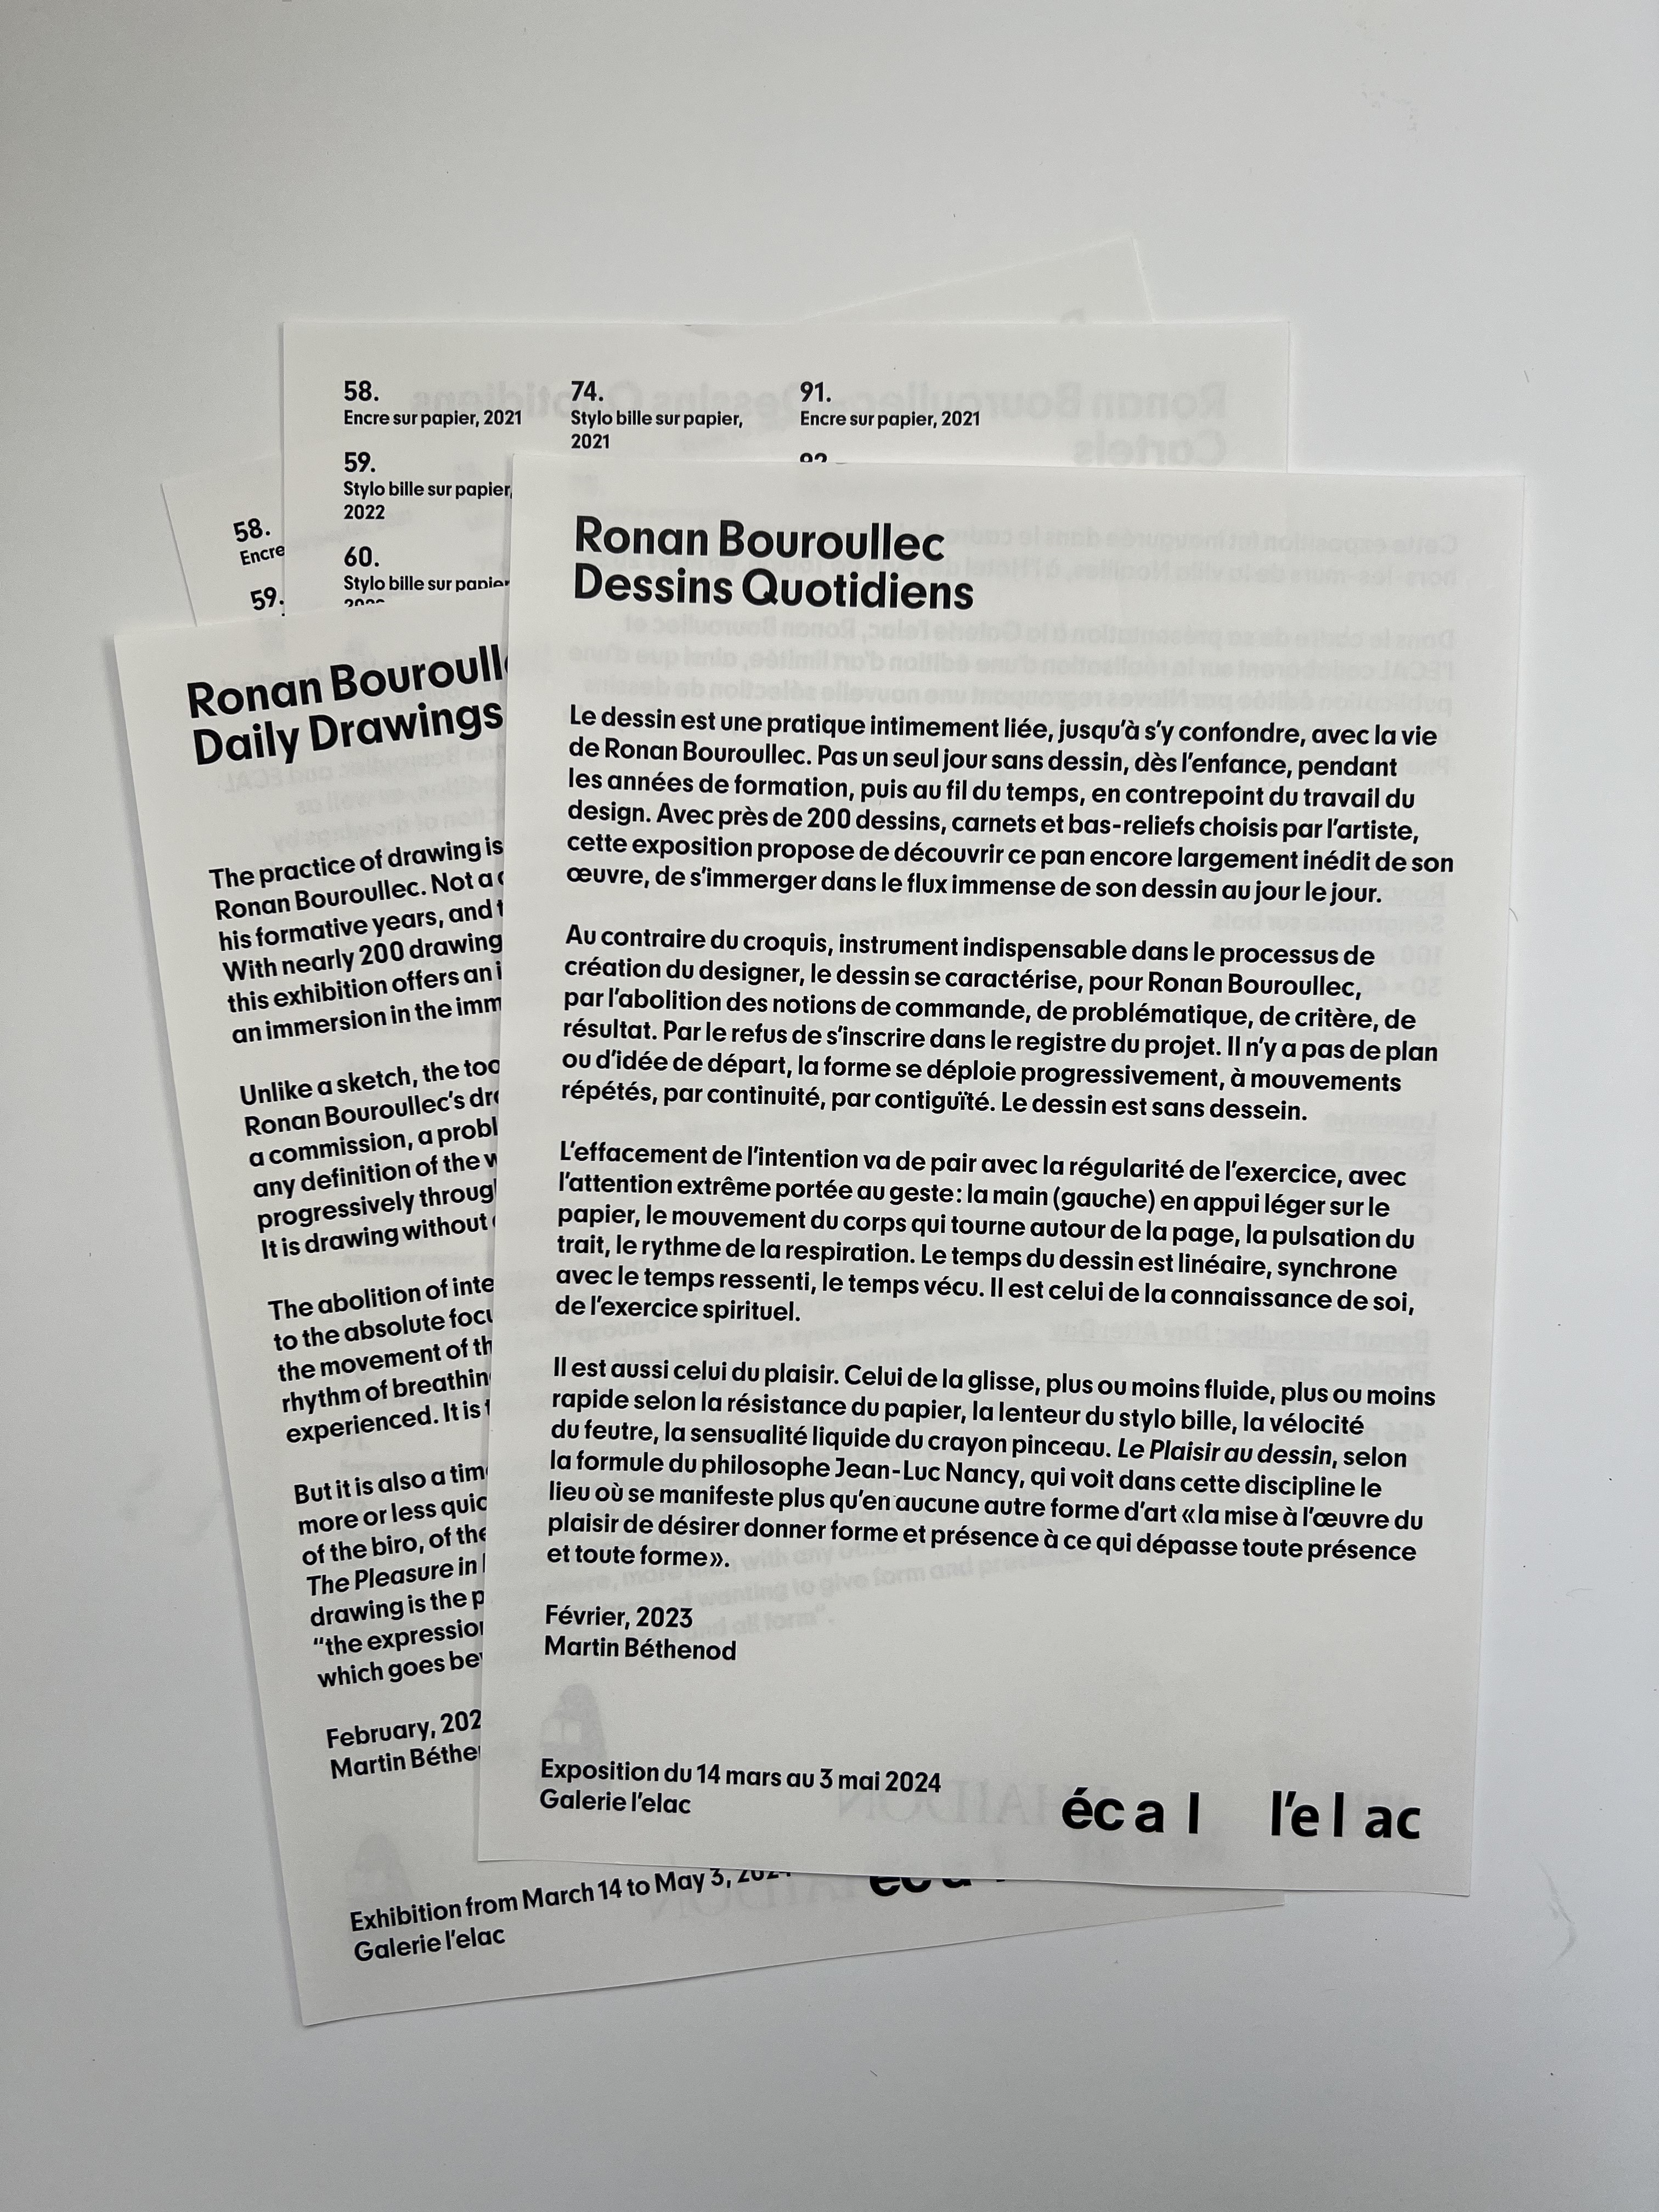 58.
Encre sur papier, 2021
59.
Stylo bille sur papier,
2022
60.
Stylo bille sur papier
74.
Stylo bille sur papier,
2021
91.
Encre sur papier, 2021
58.
Encre
59.
Ronan Bouroullec
Dessins Quotidiens
Le dessin est une pratique intimement liée, jusqu'à s'y confondre, avec la vie
de Ronan Bouroullec. Pas un seul jour sans dessin, dès l'enfance, pendant
les années de formation, puis au fil du temps, en contrepoint du travail du
design. Avec près de 200 dessins, carnets et bas-reliefs choisis par l'artiste,
cette exposition propose de découvrir ce pan encore largement inédit de son
œuvre, de s'immerger dans le flux immense de son dessin au jour le jour.
Au contraire du croquis, instrument indispensable dans le processus de
création du designer, le dessin se caractérise, pour Ronan Bouroullec,
par l'abolition des notions de commande, de problématique, de critère, de
résultat. Par le refus de s'inscrire dans le registre du projet. Il n'y a pas de plan
ou d'idée de départ, la forme se déploie progressivement, à mouvements
répétés, par continuité, par contiguïté. Le dessin est sans dessein.
L'effacement de l'intention va de pair avec la régularité de l'exercice, avec
l'attention extrême portée au geste : la main (gauche) en appui léger sur le
papier, le mouvement du corps qui tourne autour de la page, la pulsation du
trait, le rythme de la respiration. Le temps du dessin est linéaire, synchrone
avec le temps ressenti, le temps vécu. Il est celui de la connaissance de soi,
de l'exercice spirituel.
Il est aussi celui du plaisir. Celui de la glisse, plus ou moins fluide, plus ou moins
rapide selon la résistance du papier, la lenteur du stylo bille, la vélocité
du feutre, la sensualité liquide du crayon pinceau. Le Plaisir au dessin, selon
la formule du philosophe Jean-Luc Nancy, qui voit dans cette discipline le
lieu où se manifeste plus qu'en aucune autre forme d'art «la mise à l'œuvre du
plaisir de désirer donner forme et présence à ce qui dépasse toute présence
et toute forme».
Février, 2023
Martin Béthenod
Exposition du 14 mars au 3 mai 2024
Galerie l'elac
écal l'elac
Ronan Bouroulle
Daily Drawings
The practice of drawing is
Ronan Bouroullec. Not a
his formative years, and
With nearly 200 drawing
this exhibition offers an
an immersion in the imm
Unlike a sketch, the too
Ronan Bouroullec's dr
a commission, a probl
any definition of the
progressively throug
It is drawing without
The abolition of inte
to the absolute focu
the movement of th
rhythm of breathin
experienced. It is
But it is also a tim
more or less quic
of the biro, of the
The Pleasure in
drawing is the p
"the expression
which goes be
February, 202
Martin Béthe
Exhibition from March 14 to May 3, 2024
Galerie l'elac